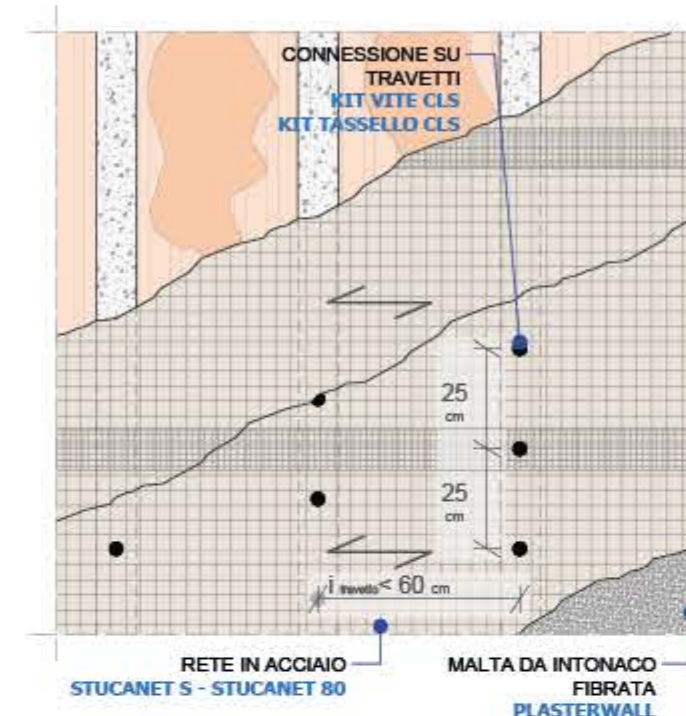 CONNESSIONE SU
TRAVETTI
KIT VITE CLS
KIT TASSELLO CLS
25
cm
25
cm
i travetto < 60 cm
RETE IN ACCIAIO
STUCANET S - STUCANET 80
MALTA DA INTONACO
FIBRATA
PLASTERWALL